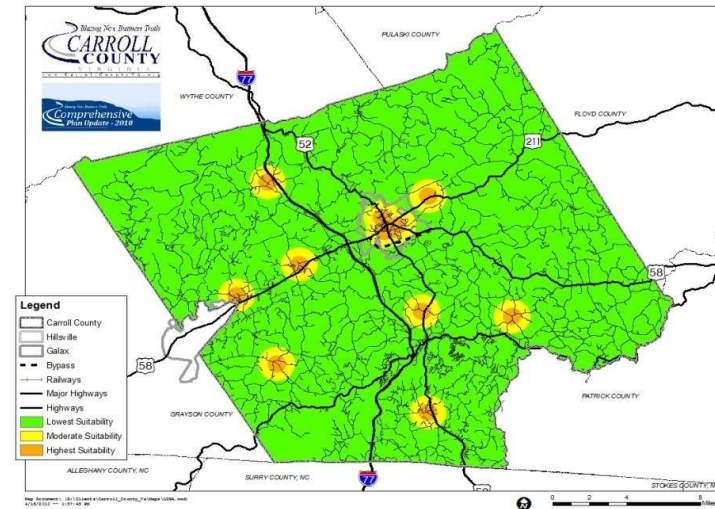 Blazing New Business Trails
CARROLL
COUNTY
VIRGINIA
Blazing New Business Trails
Comprehensive
Plan Update - 2010
PULASKI COUNTY
77
WYTHE COUNTY
FLOYD COUNTY
52
211
58
Legend
Carroll County
Hillsville
Galax
Bypass
Railways
Major Highways
Highways
Lowest Suitability
Moderate Suitability
Highest Suitability
58
PATRICK COUNTY
GRAYSON COUNTY
ALLEGHANY COUNTY, NC
SURRY COUNTY, NC
77
STOKES COUNTY, N
0 2 4 6 8
Miles